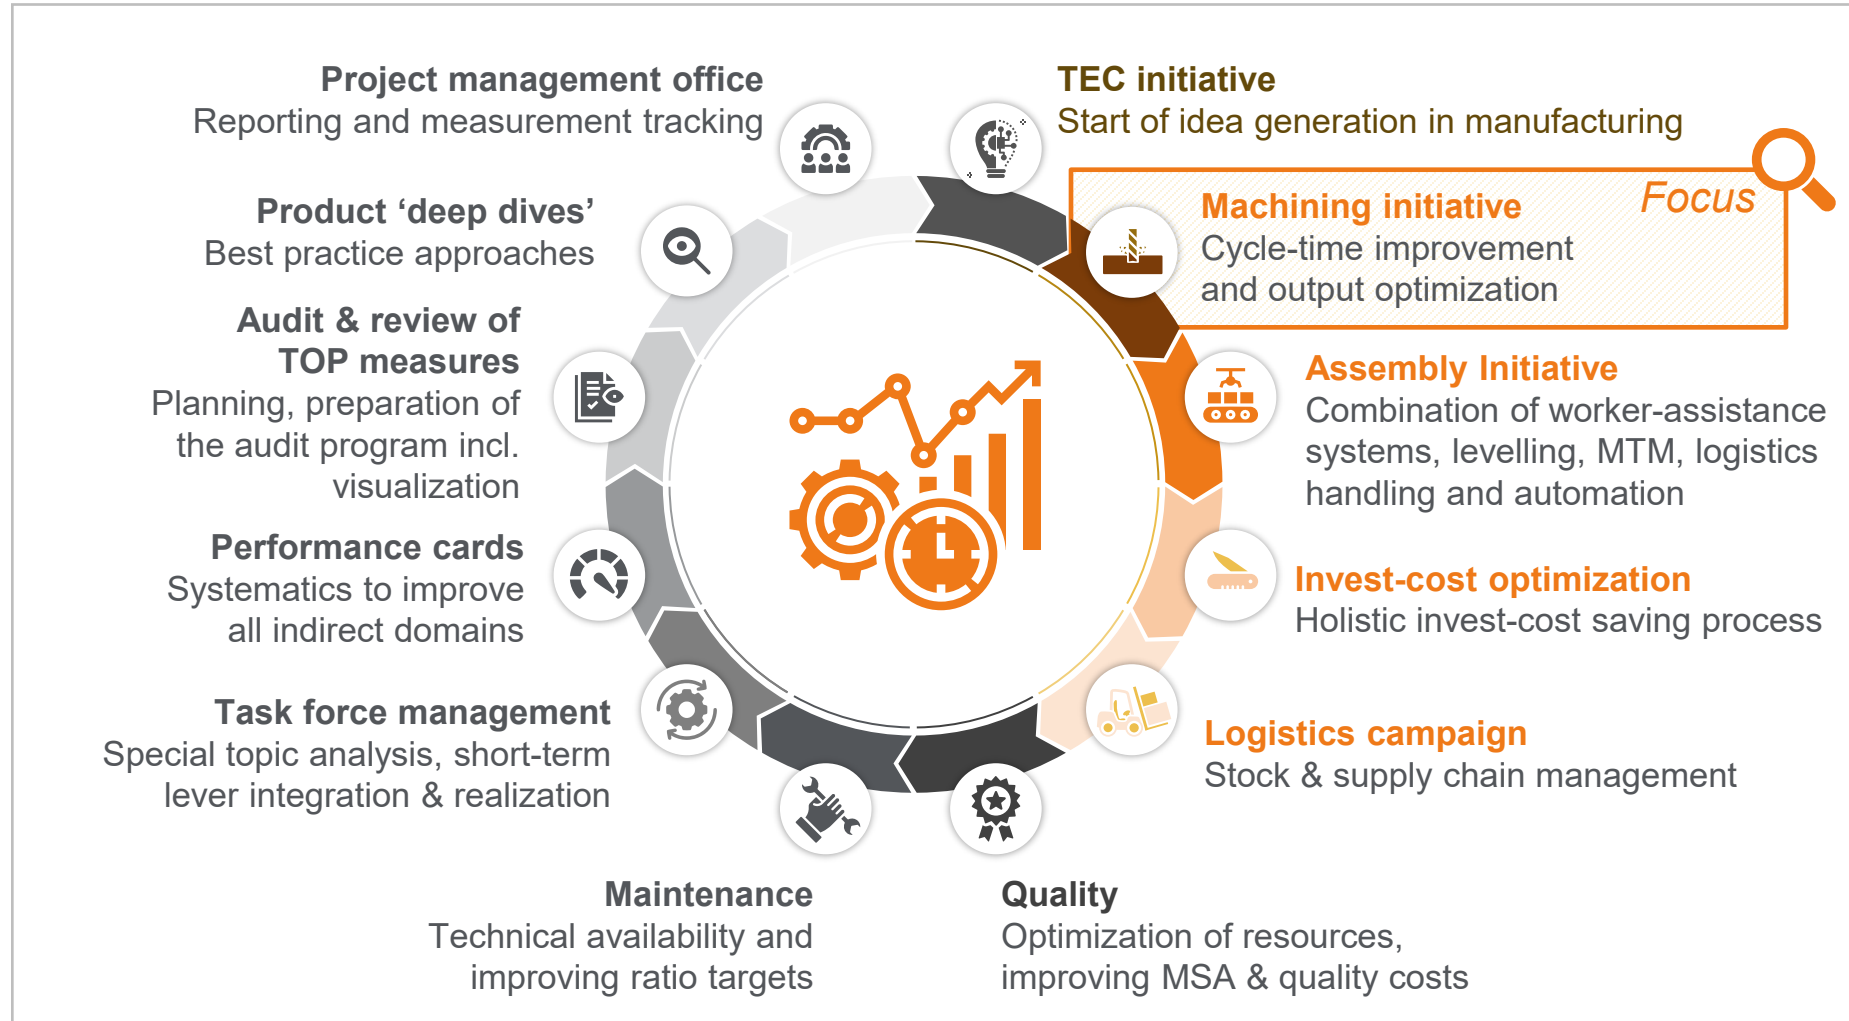 Project management office
Reporting and measurement tracking
TEC initiative
Start of idea generation in manufacturing
Focus
Machining initiative
Cycle-time improvement
and output optimization
Product ‘deep dives’
Best practice approaches
Audit & review of
TOP measures
Planning, preparation of
the audit program incl.
visualization
Assembly Initiative
Combination of worker-assistance
systems, levelling, MTM, logistics
handling and automation
Performance cards
Systematics to improve
all indirect domains
Invest-cost optimization
Holistic invest-cost saving process
Task force management
Special topic analysis, short-term
lever integration & realization
Logistics campaign
Stock & supply chain management
Maintenance
Technical availability and
improving ratio targets
Quality
Optimization of resources,
improving MSA & quality costs